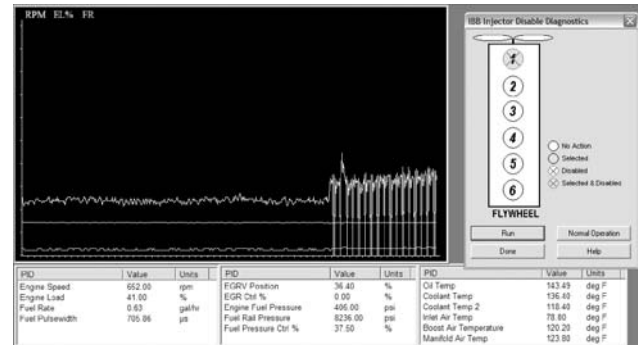 RPM EL% FR
IBB Injector Disable Diagnostics
1
2
3
4
5
6
FLYWHEEL
No Action
Selected
Disabled
Selected & Disables
Run
Normal Operation
Done
Help
PID Value Units
Engine Speed 652.00 rpm
Engine Load 41.00 %
Fuel Rate 0.63 gal/hr
Fuel Pulsewidth 705.86 µs
PID Value Units
EGRV Position 36.40 %
EGR Ctrl % 0.00 %
Engine Fuel Pressure 406.00 psi
Fuel Rail Pressure 8236.00 psi
Fuel Pressure Ctrl % 37.50 %
PID Value Units
Oil Temp 143.49 deg F
Coolant Temp 136.40 deg F
Coolant Temp 2 118.40 deg F
Inlet Air Temp 78.80 deg F
Boost Air Temperature 120.20 deg F
Manifold Air Temp 123.80 deg F